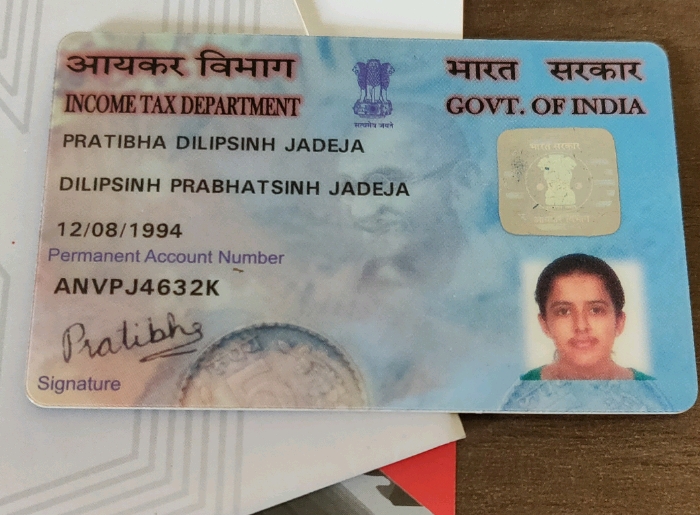 आयकर विभाग
INCOME TAX DEPARTMENT
सत्यमेव जयते
भारत सरकार
GOVT. OF INDIA
PRATIBHA DILIPSINH JADEJA
DILIPSINH PRABHATSINH JADEJA
12/08/1994
Permanent Account Number
ANVPJ4632K
Pratibha
Signature
भारत सरकार